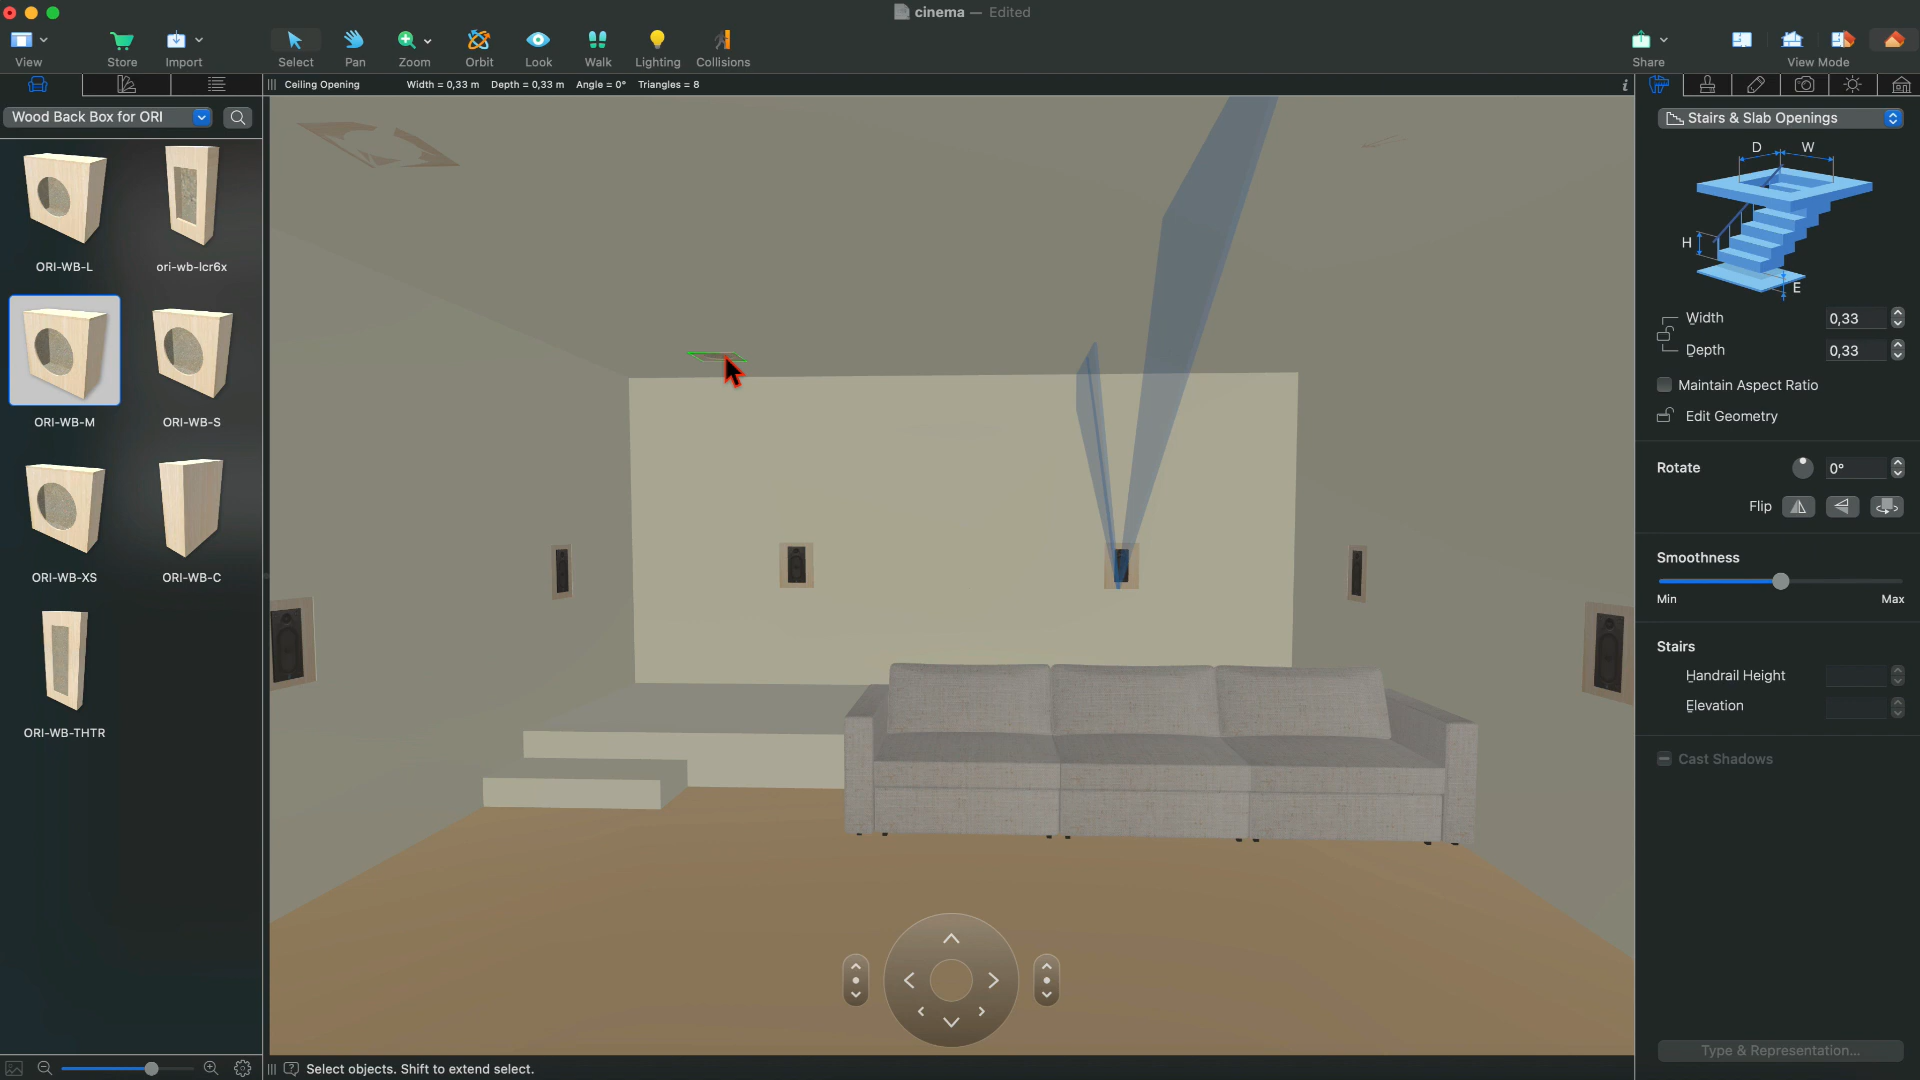 cinema — Edited
View
Store
Import
Select
Pan
Zoom
Orbit
Look
Walk
Lighting
Collisions
Share
View Mode
Ceiling Opening Width = 0,33 m Depth = 0,33 m Angle = 0° Triangles = 8
i
Wood Back Box for ORI
ORI-WB-L
ori-wb-lcr6x
ORI-WB-M
ORI-WB-S
ORI-WB-XS
ORI-WB-C
ORI-WB-THTR
Stairs & Slab Openings
D W
H
E
Width 0,33
Depth 0,33
Maintain Aspect Ratio
Edit Geometry
Rotate 0°
Flip
Smoothness
Min Max
Stairs
Handrail Height
Elevation
Cast Shadows
Type & Representation...
Select objects. Shift to extend select.